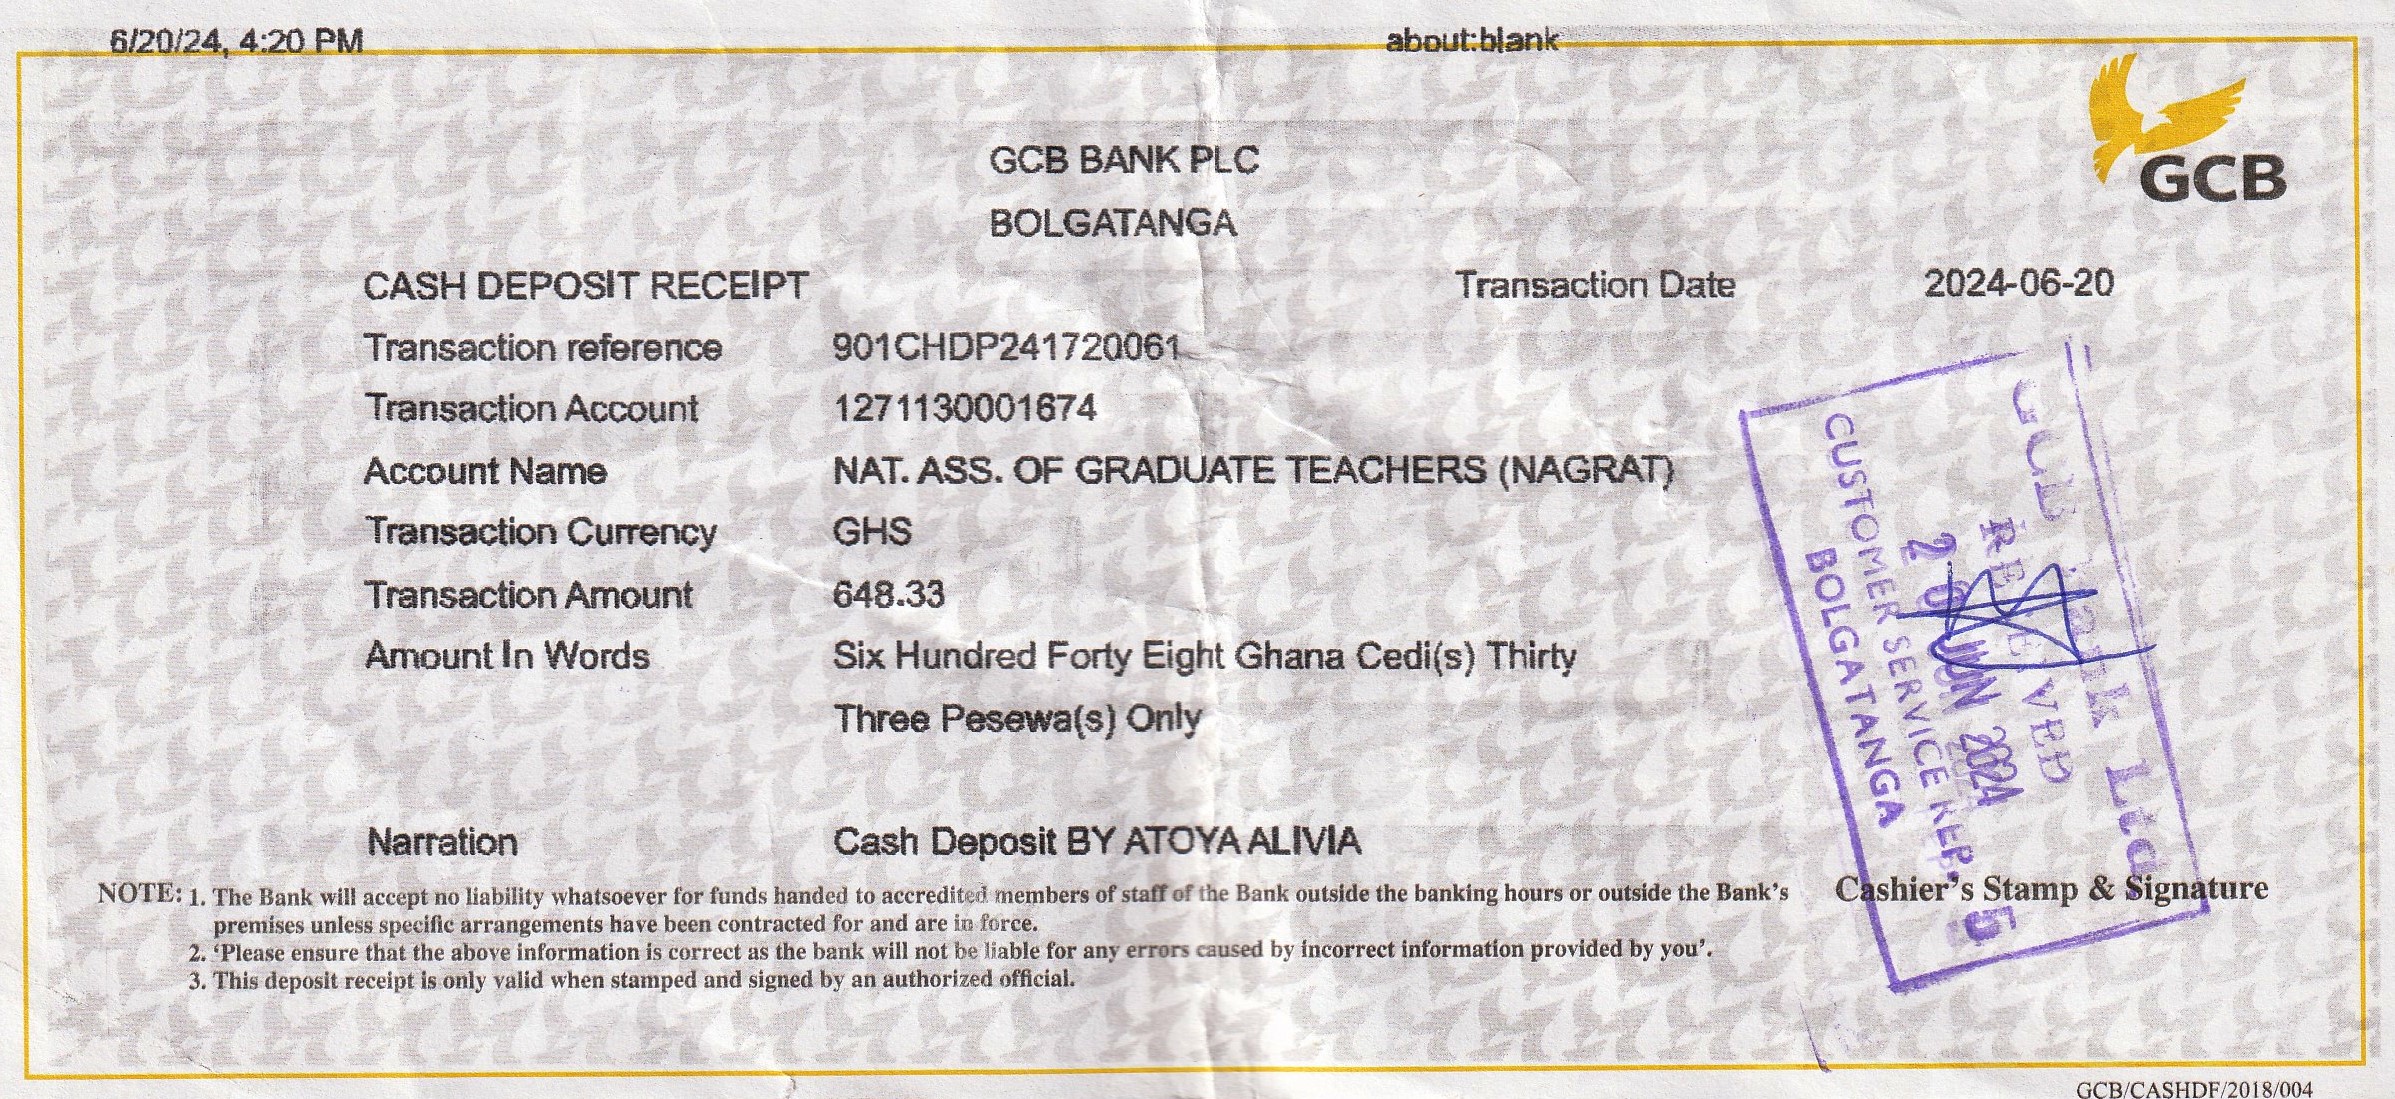 6/20/24, 4:20 PM about:blank
GCB
GCB BANK PLC
BOLGATANGA
CASH DEPOSIT RECEIPT Transaction Date 2024-06-20
Transaction reference 901CHDP241720061
Transaction Account 1271130001674
Account Name NAT. ASS. OF GRADUATE TEACHERS (NAGRAT)
Transaction Currency GHS
Transaction Amount 648.33
Amount In Words Six Hundred Forty Eight Ghana Cedi(s) Thirty
Three Pesewa(s) Only
Narration Cash Deposit BY ATOYA ALIVIA
GCB Bank Ltd
RECEIVED
20 JUN 2024
CUSTOMER SERVICE REP. 5
BOLGATANGA
Cashier's Stamp & Signature
NOTE: 1. The Bank will accept no liability whatsoever for funds handed to accredited members of staff of the Bank outside the banking hours or outside the Bank's
premises unless specific arrangements have been contracted for and are in force.
2. 'Please ensure that the above information is correct as the bank will not be liable for any errors caused by incorrect information provided by you'.
3. This deposit receipt is only valid when stamped and signed by an authorized official.
GCB/CASHDF/2018/004